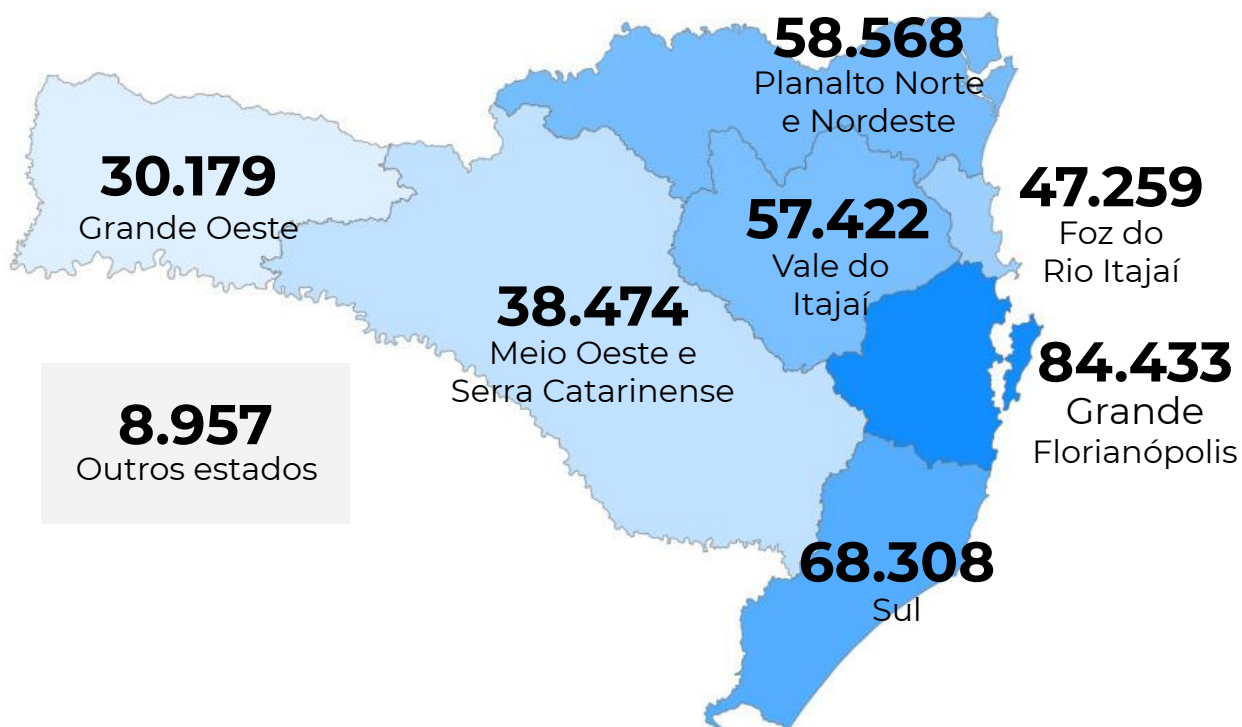 58.568
Planalto Norte
e Nordeste
30.179
Grande Oeste
47.259
Foz do
Rio Itajaí
57.422
Vale do
Itajaí
38.474
Meio Oeste e
Serra Catarinense
84.433
Grande
Florianópolis
8.957
Outros estados
68.308
Sul